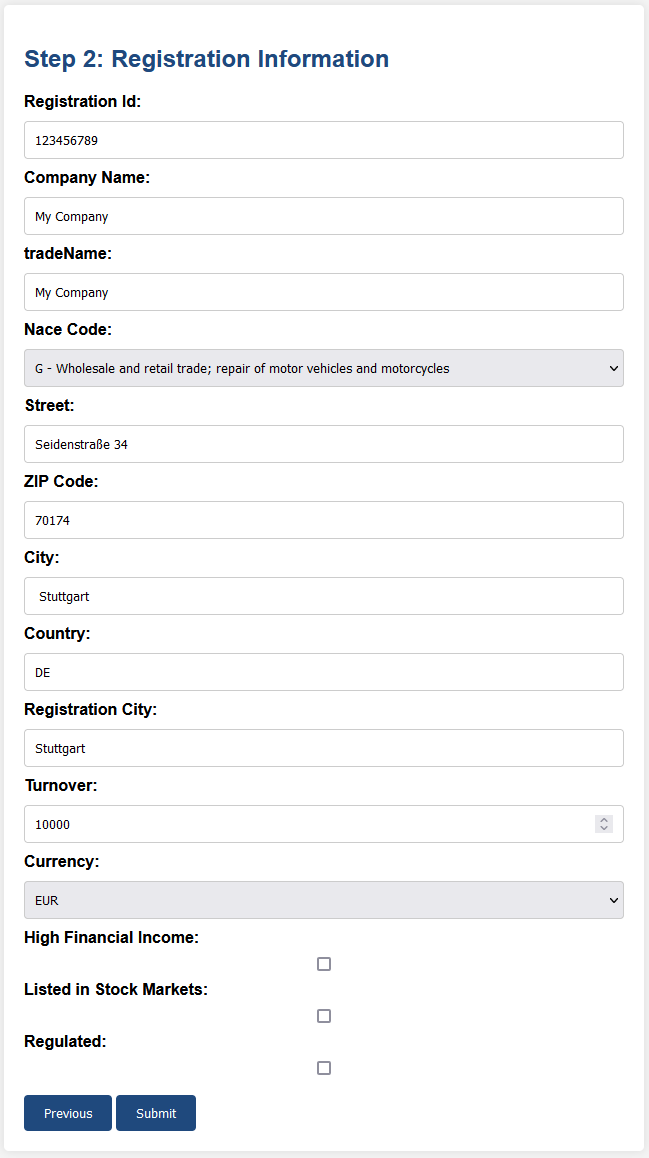 Step 2: Registration Information
Registration Id:
123456789
Company Name:
My Company
tradeName:
My Company
Nace Code:
G - Wholesale and retail trade; repair of motor vehicles and motorcycles
Street:
Seidenstraße 34
ZIP Code:
70174
City:
Stuttgart
Country:
DE
Registration City:
Stuttgart
Turnover:
10000
Currency:
EUR
High Financial Income:
Listed in Stock Markets:
Regulated:
Previous Submit